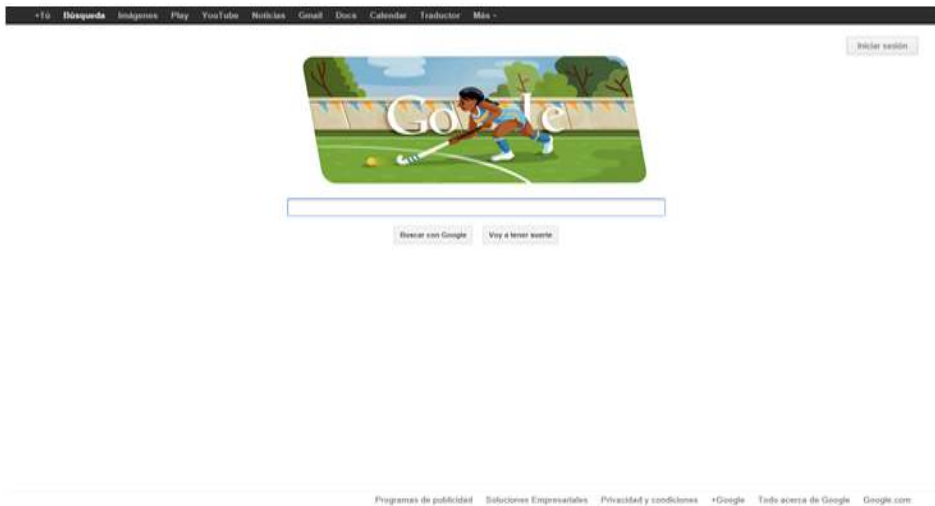 +Tú Búsqueda Imágenes Play YouTube Noticias Gmail Docs Calendar Traductor Más
Iniciar sesión
Google
Buscar con Google Voy a tener suerte
Programas de publicidad Soluciones Empresariales Privacidad y condiciones +Google Todo acerca de Google Google.com